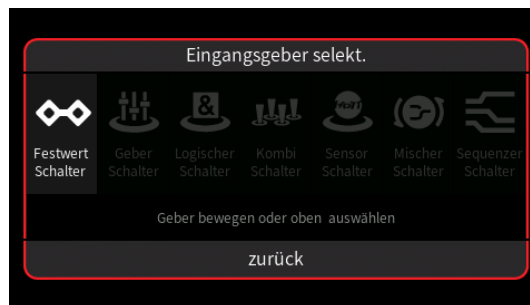 Eingangsgeber selekt.
Festwert Geber Logischer Kombi Sensor Mischer Sequenzer
Schalter Schalter Schalter Schalter Schalter Schalter Schalter
Geber bewegen oder oben auswählen
zurück